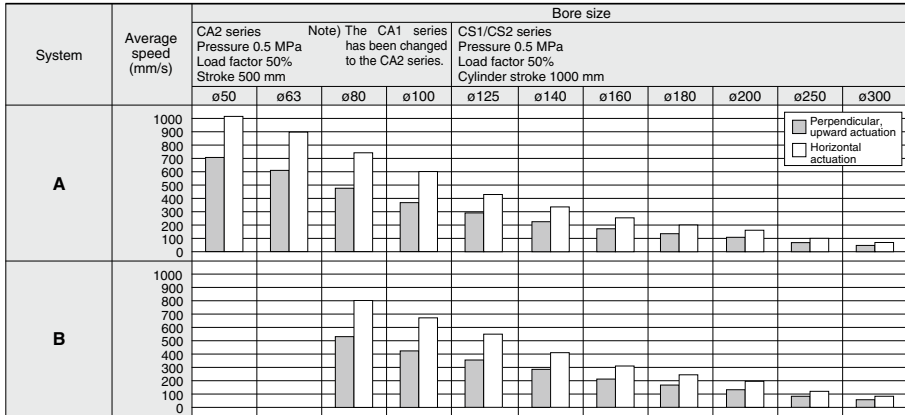 Bore size
System
Average
speed
(mm/s)
CA2 series
Pressure 0.5 MPa
Load factor 50%
Stroke 500 mm
Note) The CA1 series
has been changed
to the CA2 series.
CS1/CS2 series
Pressure 0.5 MPa
Load factor 50%
Cylinder stroke 1000 mm
ø50 ø63 ø80 ø100 ø125 ø140 ø160 ø180 ø200 ø250 ø300
A
1000
900
800
700
600
500
400
300
200
100
0
Perpendicular,
upward actuation
Horizontal
actuation
B
1000
900
800
700
600
500
400
300
200
100
0